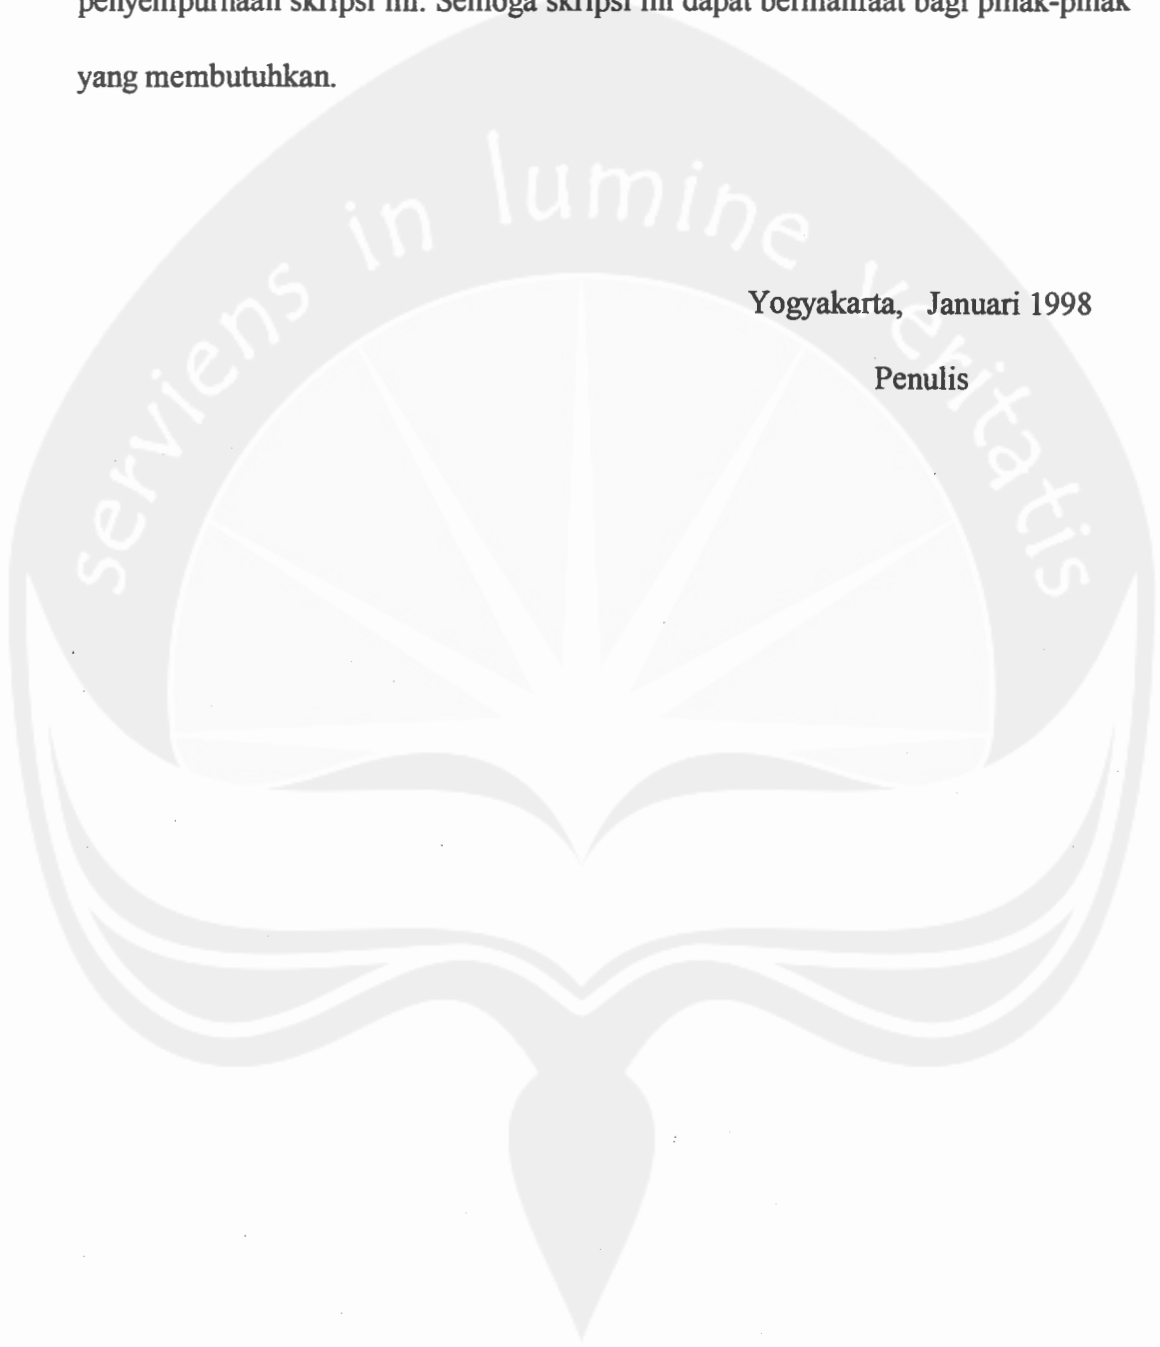 penyempurnaan skripsi ini. Semoga skripsi ini dapat bermanfaat bagi pihak-pihak
yang membutuhkan.
serviens in lumine veritatis
Yogyakarta, Januari 1998
Penulis